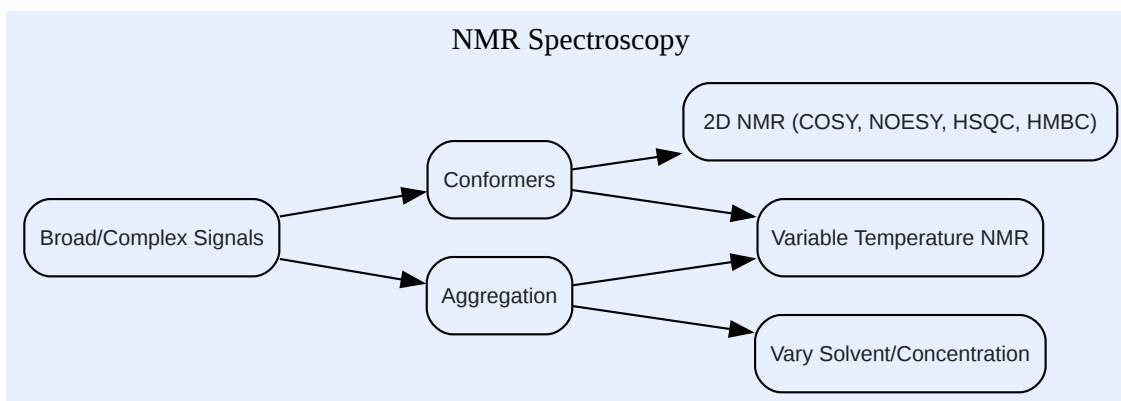 NMR Spectroscopy
Broad/Complex Signals
Conformers
Aggregation
2D NMR (COSY, NOESY, HSQC, HMBC)
Variable Temperature NMR
Vary Solvent/Concentration